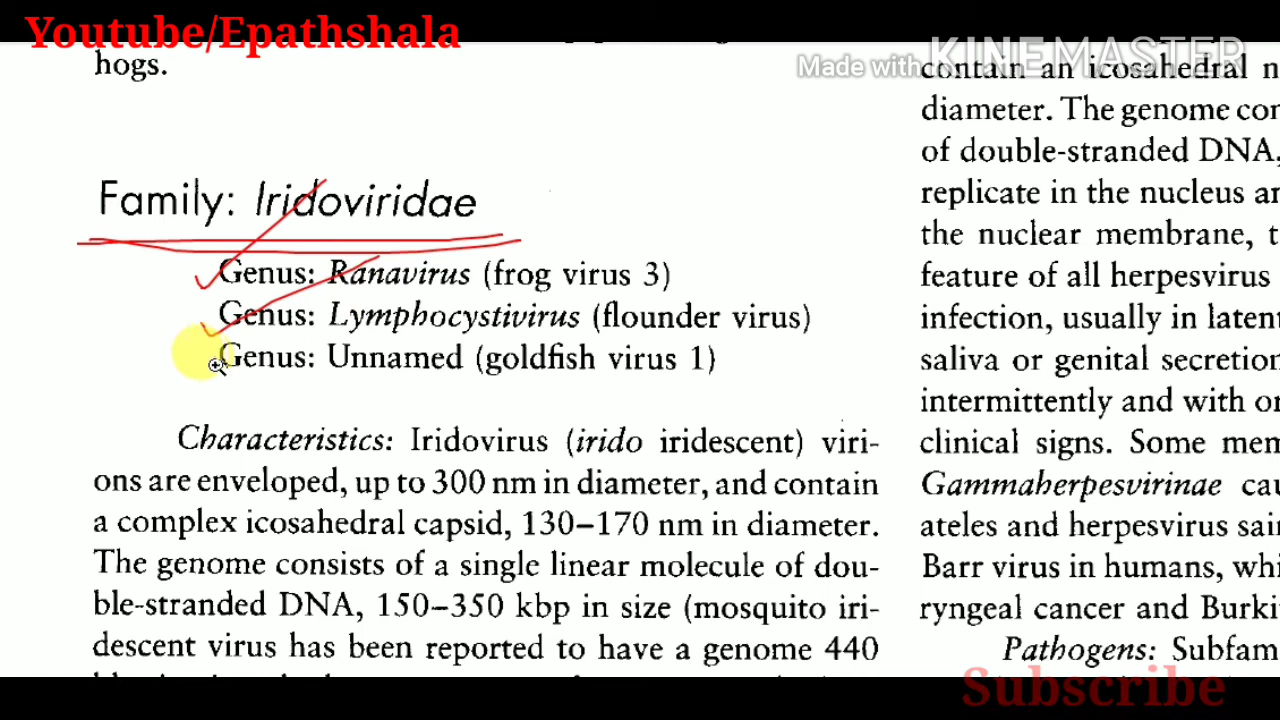 Youtube/Epathshala
Made with KINEMASTER
hogs.
Family: Iridoviridae
Genus: Ranavirus (frog virus 3)
Genus: Lymphocystivirus (flounder virus)
Genus: Unnamed (goldfish virus 1)
Characteristics: Iridovirus (irido iridescent) viri-
ons are enveloped, up to 300 nm in diameter, and contain
a complex icosahedral capsid, 130–170 nm in diameter.
The genome consists of a single linear molecule of dou-
ble-stranded DNA, 150–350 kbp in size (mosquito iri-
descent virus has been reported to have a genome 440
contain an icosahedral n
diameter. The genome con
of double-stranded DNA,
replicate in the nucleus an
the nuclear membrane, t
feature of all herpesvirus
infection, usually in laten
saliva or genital secretion
intermittently and with or
clinical signs. Some mem
Gammaherpesvirinae cau
ateles and herpesvirus sai
Barr virus in humans, whi
ryngeal cancer and Burki
Pathogens: Subfam
Subscribe